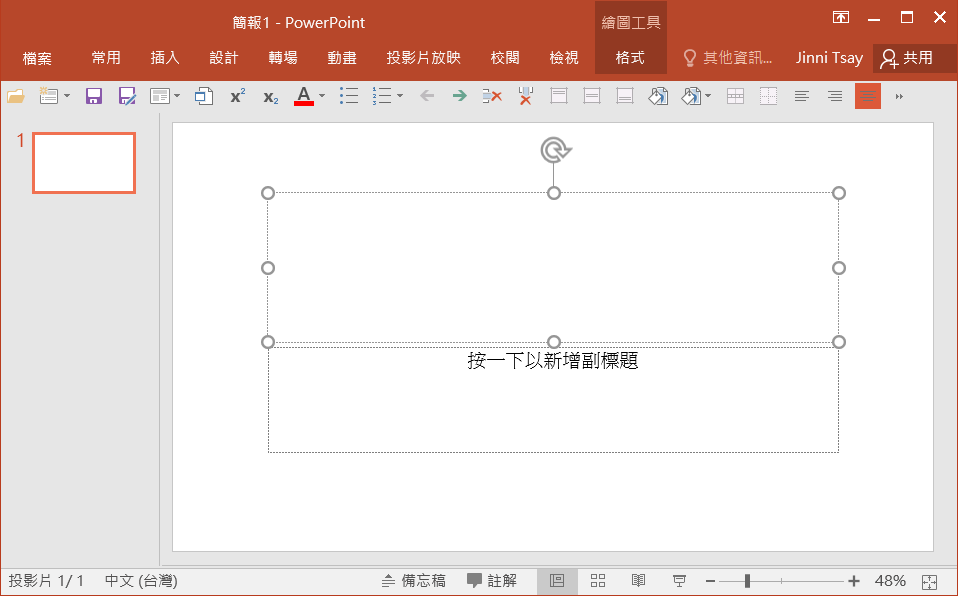 簡報1 - PowerPoint
繪圖工具
檔案 常用 插入 設計 轉場 動畫 投影片放映 校閱 檢視 格式 其他資訊... Jinni Tsay 共用
1
按一下以新增副標題
投影片 1/ 1 中文 (台灣) 備忘稿 註解 48%